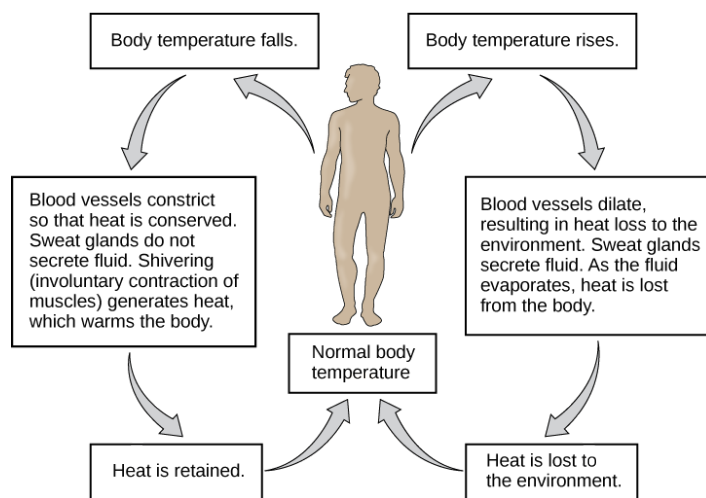 Body temperature falls.
Body temperature rises.
Blood vessels constrict
so that heat is conserved.
Sweat glands do not
secrete fluid. Shivering
(involuntary contraction of
muscles) generates heat,
which warms the body.
Blood vessels dilate,
resulting in heat loss to the
environment. Sweat glands
secrete fluid. As the fluid
evaporates, heat is lost
from the body.
Normal body
temperature
Heat is retained.
Heat is lost to
the environment.